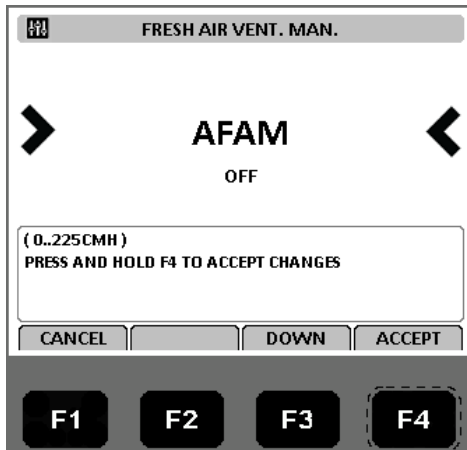 FRESH AIR VENT. MAN.
AFAM
OFF
( 0..225CMH )
PRESS AND HOLD F4 TO ACCEPT CHANGES
CANCEL DOWN ACCEPT
F1 F2 F3 F4